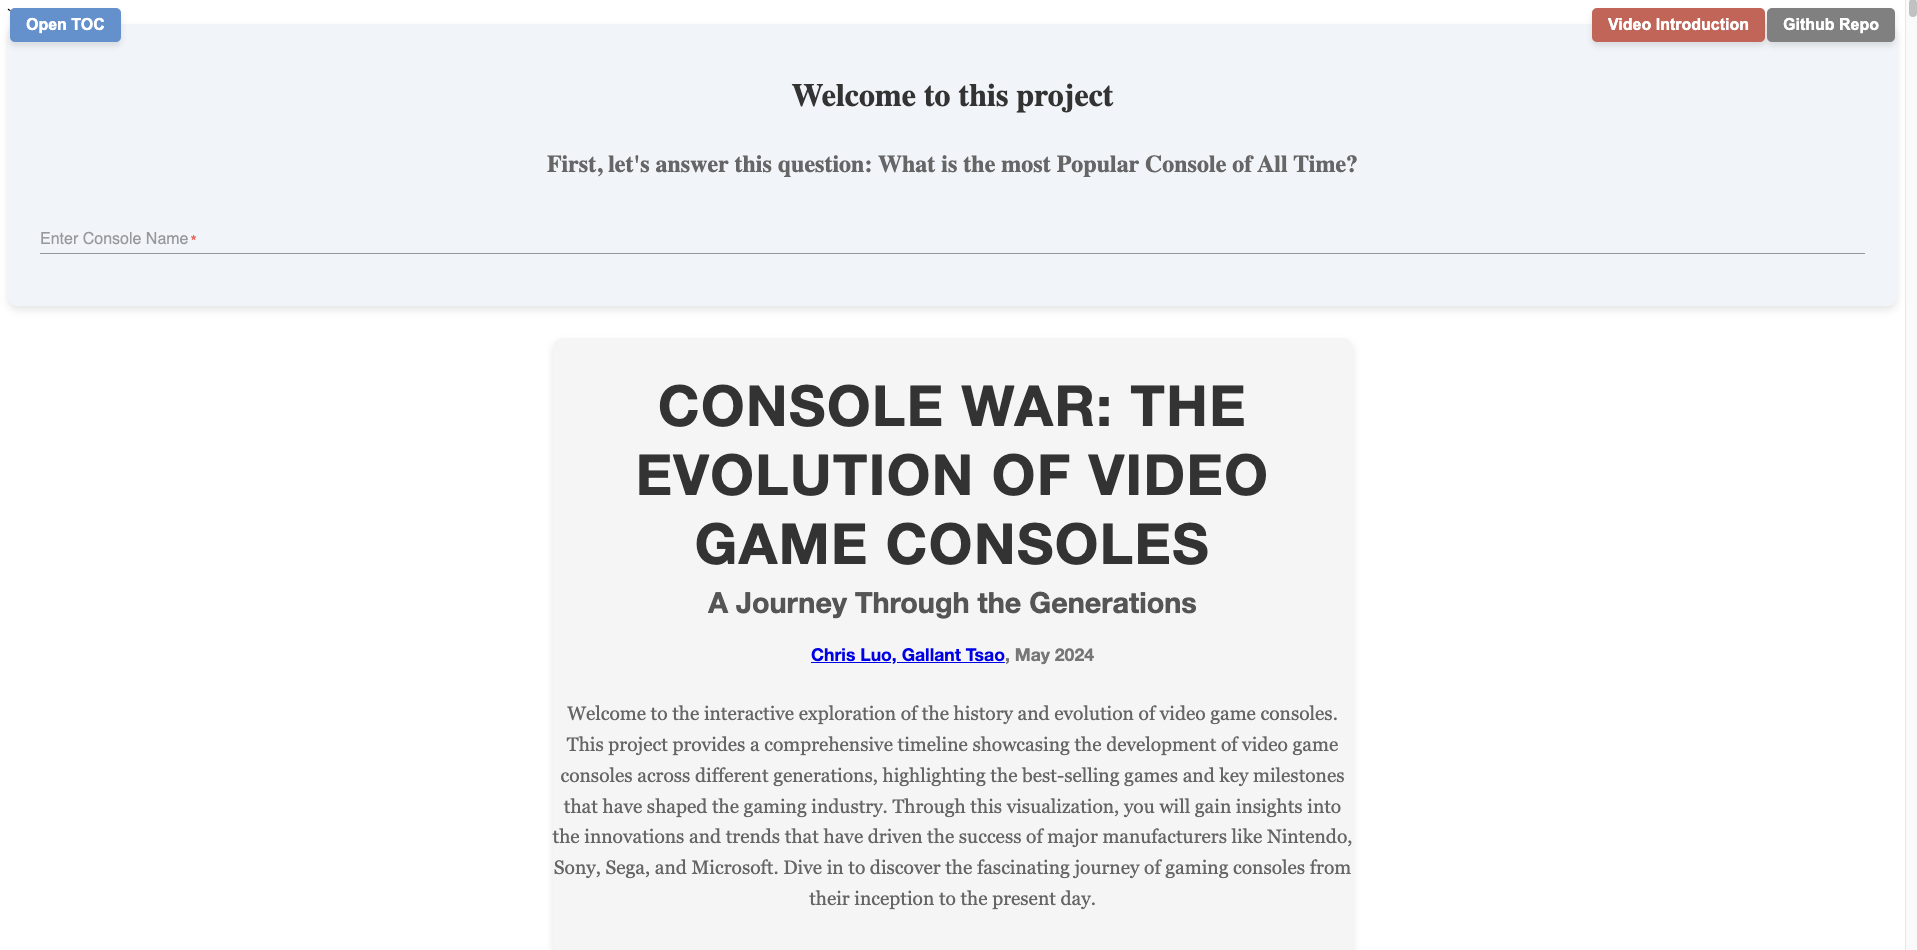 Open TOC
Video Introduction
Github Repo
Welcome to this project
First, let's answer this question: What is the most Popular Console of All Time?
Enter Console Name *
CONSOLE WAR: THE
EVOLUTION OF VIDEO
GAME CONSOLES
A Journey Through the Generations
Chris Luo, Gallant Tsao, May 2024
Welcome to the interactive exploration of the history and evolution of video game consoles.
This project provides a comprehensive timeline showcasing the development of video game
consoles across different generations, highlighting the best-selling games and key milestones
that have shaped the gaming industry. Through this visualization, you will gain insights into
the innovations and trends that have driven the success of major manufacturers like Nintendo,
Sony, Sega, and Microsoft. Dive in to discover the fascinating journey of gaming consoles from
their inception to the present day.